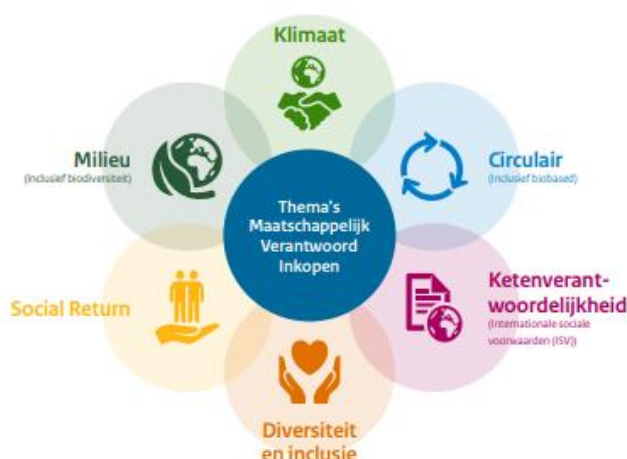 Klimaat
Milieu
(Inclusief biodiversiteit)
Circulair
(Inclusief biobased)
Thema's
Maatschappelijk
Verantwoord
Inkopen
Social Return
Ketenverant-
woordelijkheid
(Internationale sociale
voorwaarden (ISV))
Diversiteit
en inclusie